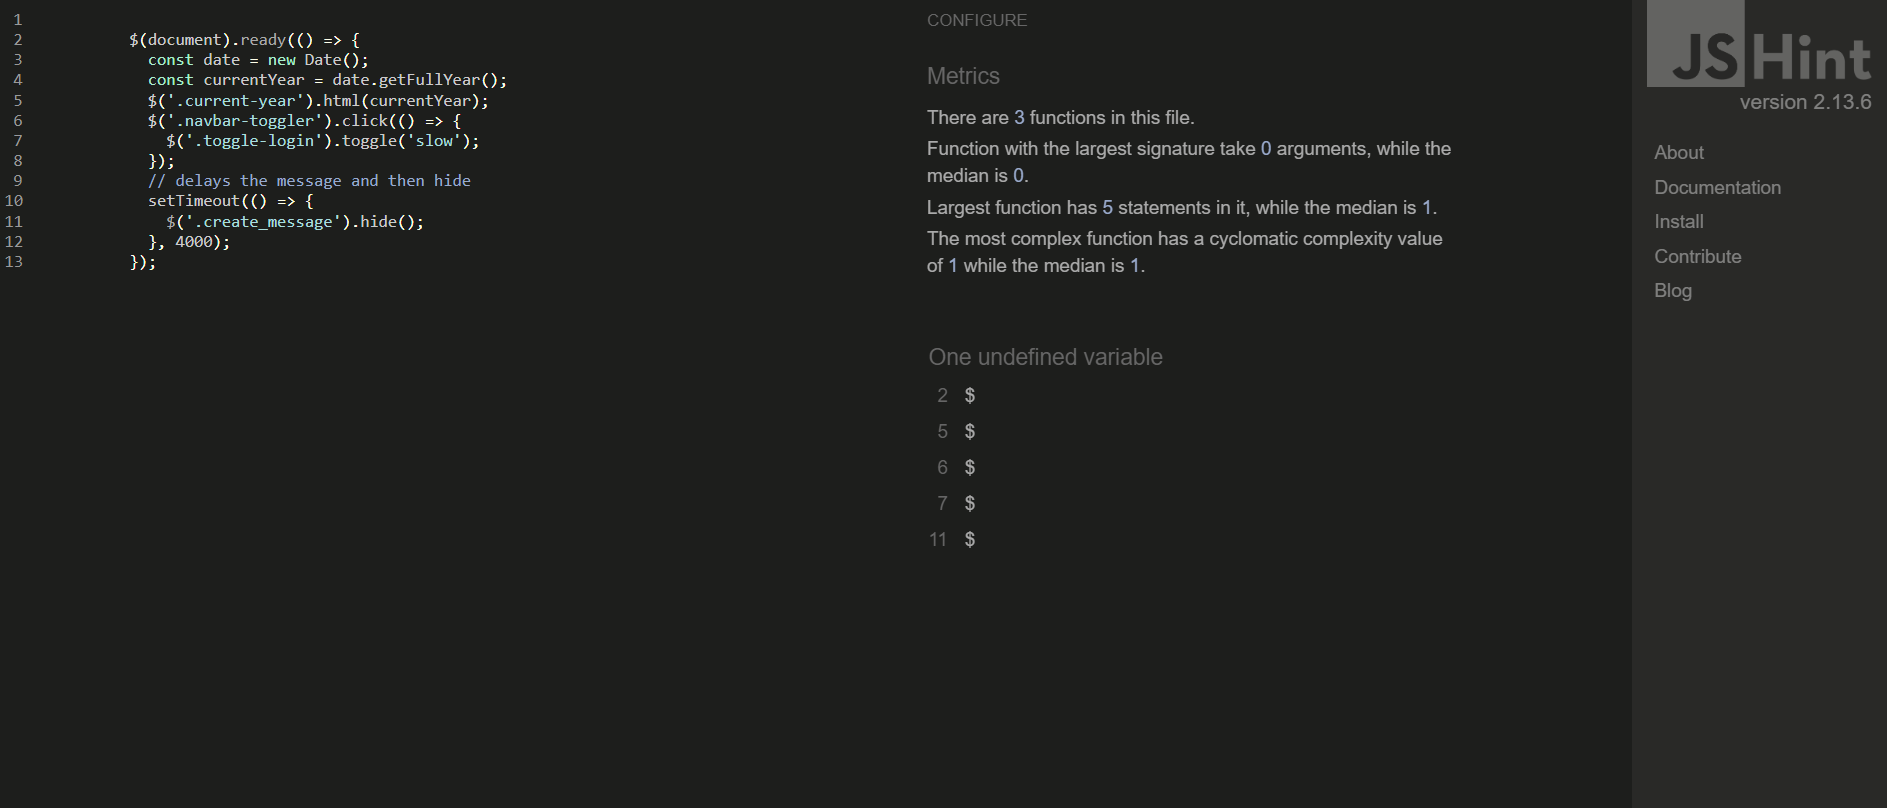 1
2 $(document).ready(() => {
3 const date = new Date();
4 const currentYear = date.getFullYear();
5 $('.current-year').html(currentYear);
6 $('.navbar-toggler').click(() => {
7 $('.toggle-login').toggle('slow');
8 });
9 // delays the message and then hide
10 setTimeout(() => {
11 $('.create_message').hide();
12 }, 4000);
13 });
CONFIGURE
Metrics
There are 3 functions in this file.
Function with the largest signature take 0 arguments, while the
median is 0.
Largest function has 5 statements in it, while the median is 1.
The most complex function has a cyclomatic complexity value
of 1 while the median is 1.
One undefined variable
2 $
5 $
6 $
7 $
11 $
JSHint
version 2.13.6
About
Documentation
Install
Contribute
Blog